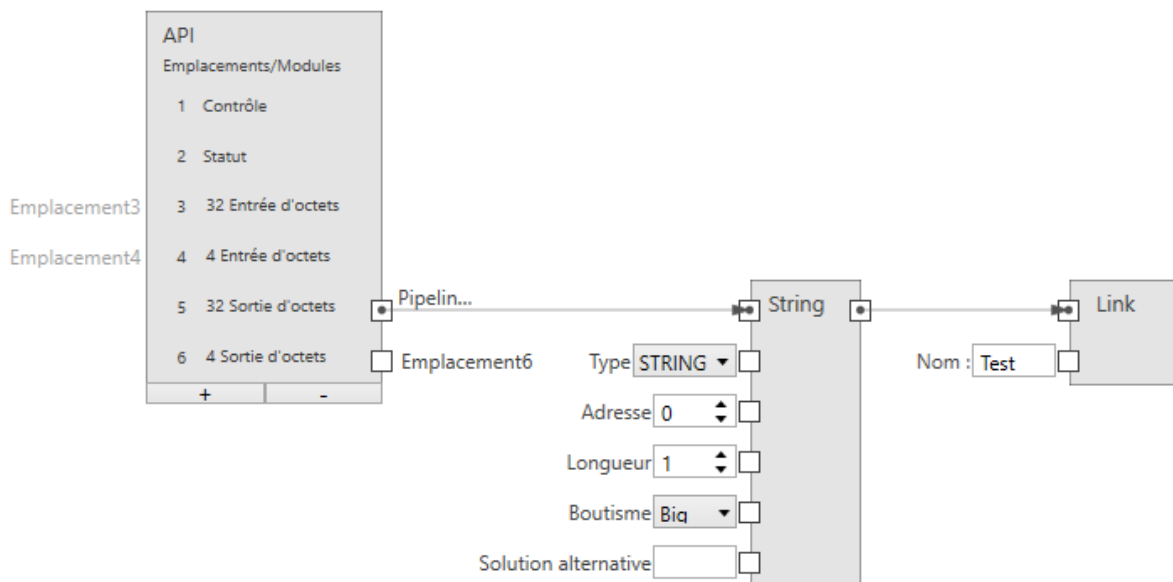 API
Emplacements/Modules
1 Contrôle
2 Statut
Emplacement3 3 32 Entrée d'octets
Emplacement4 4 4 Entrée d'octets
5 32 Sortie d'octets Pipelin... String Link
6 4 Sortie d'octets Emplacement6 Type STRING Nom : Test
+ -
Adresse 0
Longueur 1
Boutisme Big
Solution alternative